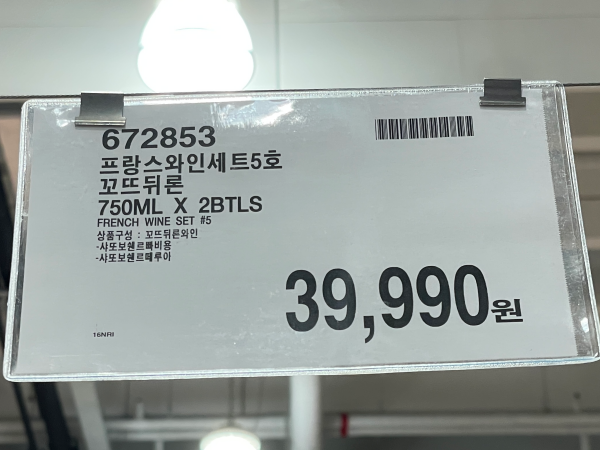 672853
프랑스와인세트5호
꼬뜨뒤론
750ML X 2BTLS
FRENCH WINE SET #5
상품구성 : 꼬뜨뒤론와인
-샤또보쉔르빠비용
-샤또보쉔르떼루아
39,990원
16NRI